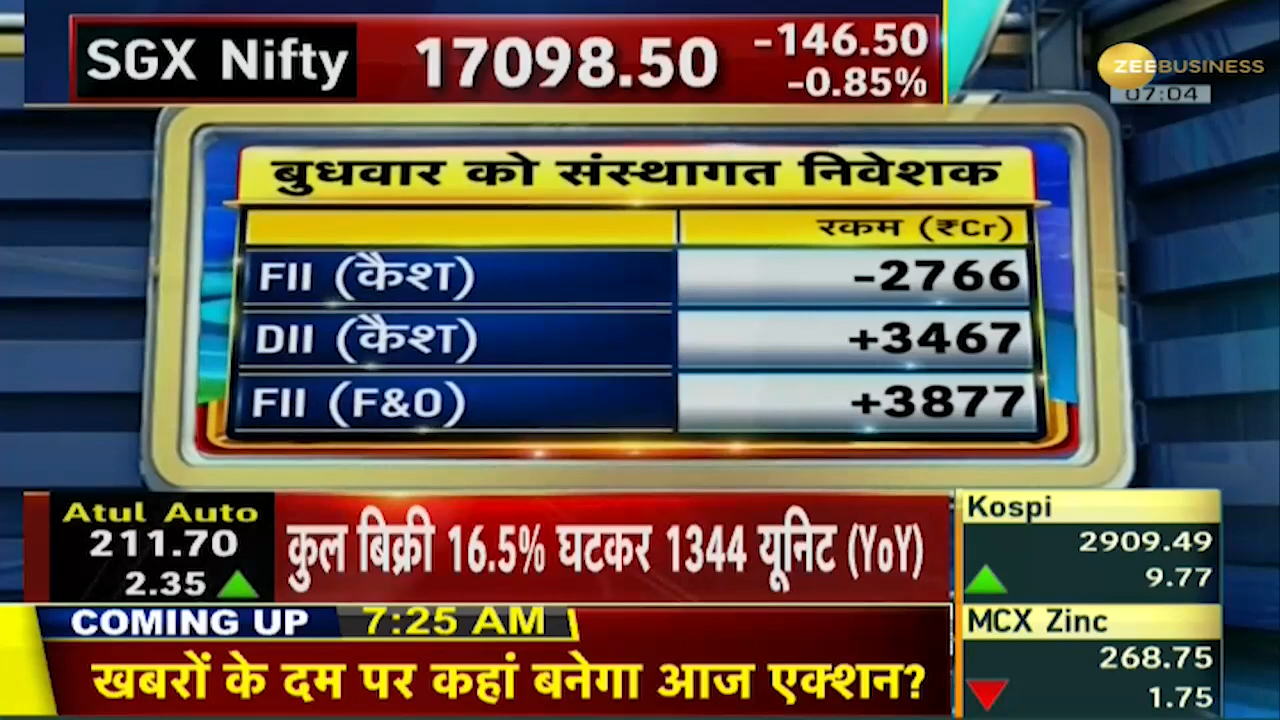 SGX Nifty 17098.50 -146.50
-0.85%
ZEEBUSINESS
07:04
बुधवार को संस्थागत निवेशक
रकम (₹Cr)
FII (कैश) -2766
DII (कैश) +3467
FII (F&O) +3877
Atul Auto
211.70
2.35
कुल बिक्री 16.5% घटकर 1344 यूनिट (YoY)
Kospi
2909.49
9.77
COMING UP 7:25 AM
खबरों के दम पर कहां बनेगा आज एक्शन?
MCX Zinc
268.75
1.75